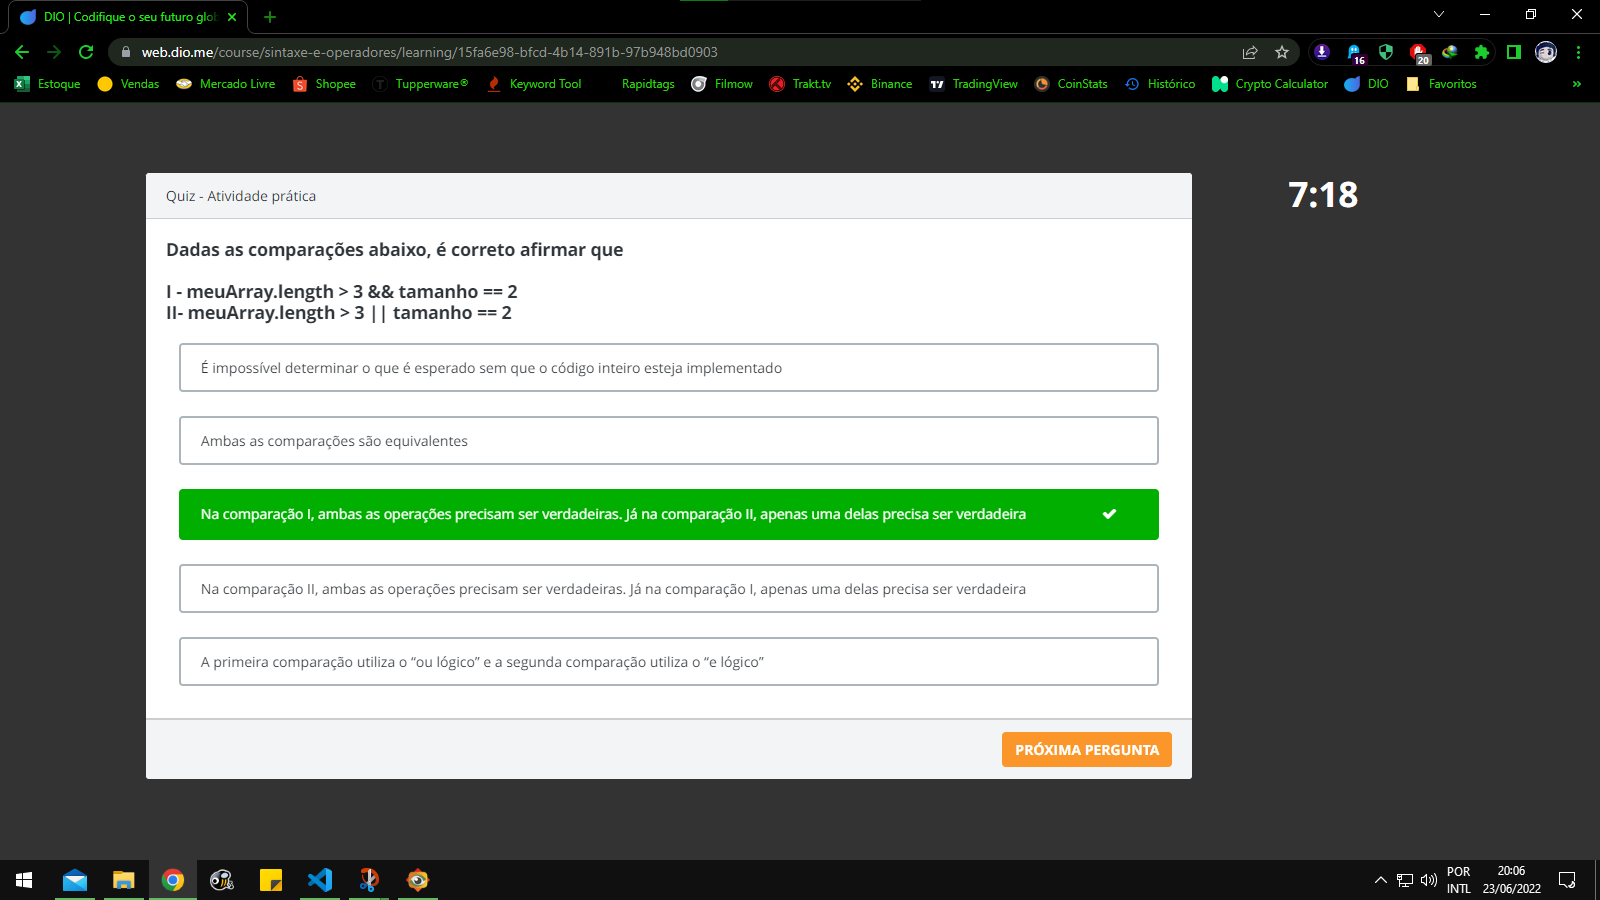 DIO | Codifique o seu futuro glob
web.dio.me/course/sintaxe-e-operadores/learning/15fa6e98-bfcd-4b14-891b-97b948bd0903
16
20
Estoque
Vendas
Mercado Livre
Shopee
Tupperware®
Keyword Tool
Rapidtags
Filmow
Trakt.tv
Binance
TradingView
CoinStats
Histórico
Crypto Calculator
DIO
Favoritos
»
Quiz - Atividade prática
7:18
Dadas as comparações abaixo, é correto afirmar que
I - meuArray.length > 3 && tamanho == 2
II- meuArray.length > 3 || tamanho == 2
É impossível determinar o que é esperado sem que o código inteiro esteja implementado
Ambas as comparações são equivalentes
Na comparação I, ambas as operações precisam ser verdadeiras. Já na comparação II, apenas uma delas precisa ser verdadeira
Na comparação II, ambas as operações precisam ser verdadeiras. Já na comparação I, apenas uma delas precisa ser verdadeira
A primeira comparação utiliza o “ou lógico” e a segunda comparação utiliza o “e lógico”
PRÓXIMA PERGUNTA
POR
INTL
20:06
23/06/2022